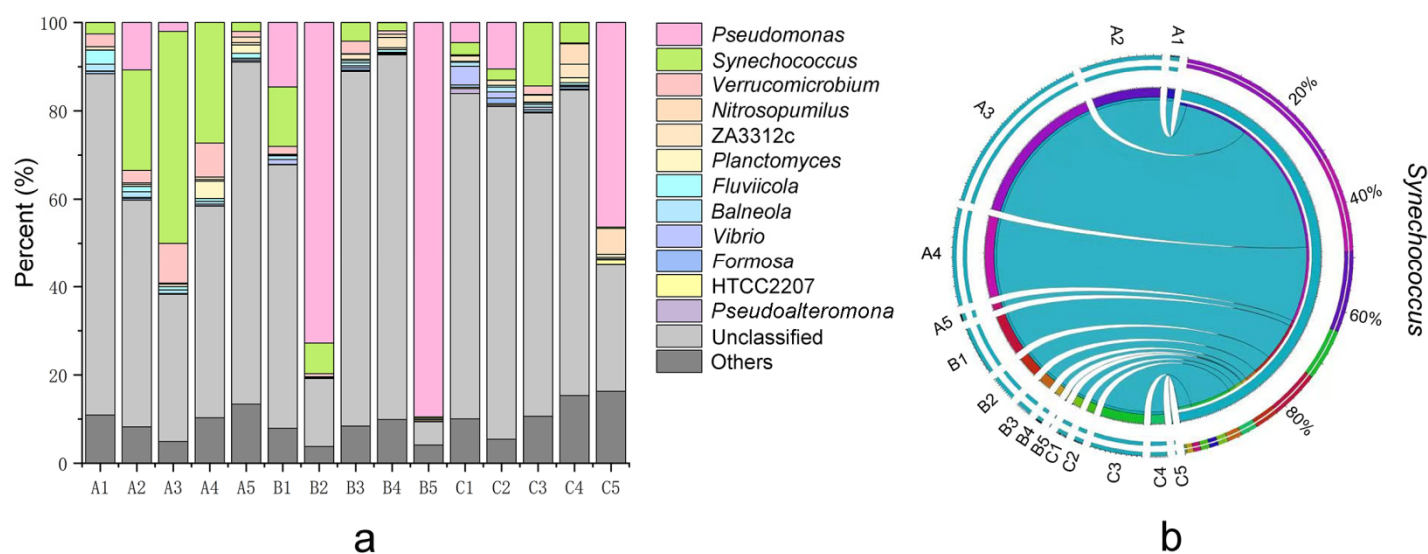 Percent (%)
100
80
60
40
20
0
A1 A2 A3 A4 A5 B1 B2 B3 B4 B5 C1 C2 C3 C4 C5
a
Pseudomonas
Synechococcus
Verrucomicrobium
Nitrosopumilus
ZA3312c
Planctomyces
Fluviicola
Balneola
Vibrio
Formosa
HTCC2207
Pseudoalteromona
Unclassified
Others
A1
A2
A3
A4
A5
B1
B2
B3
B4
B5
C1
C2
C3
C4
C5
20%
40%
60%
80%
Synechococcus
b